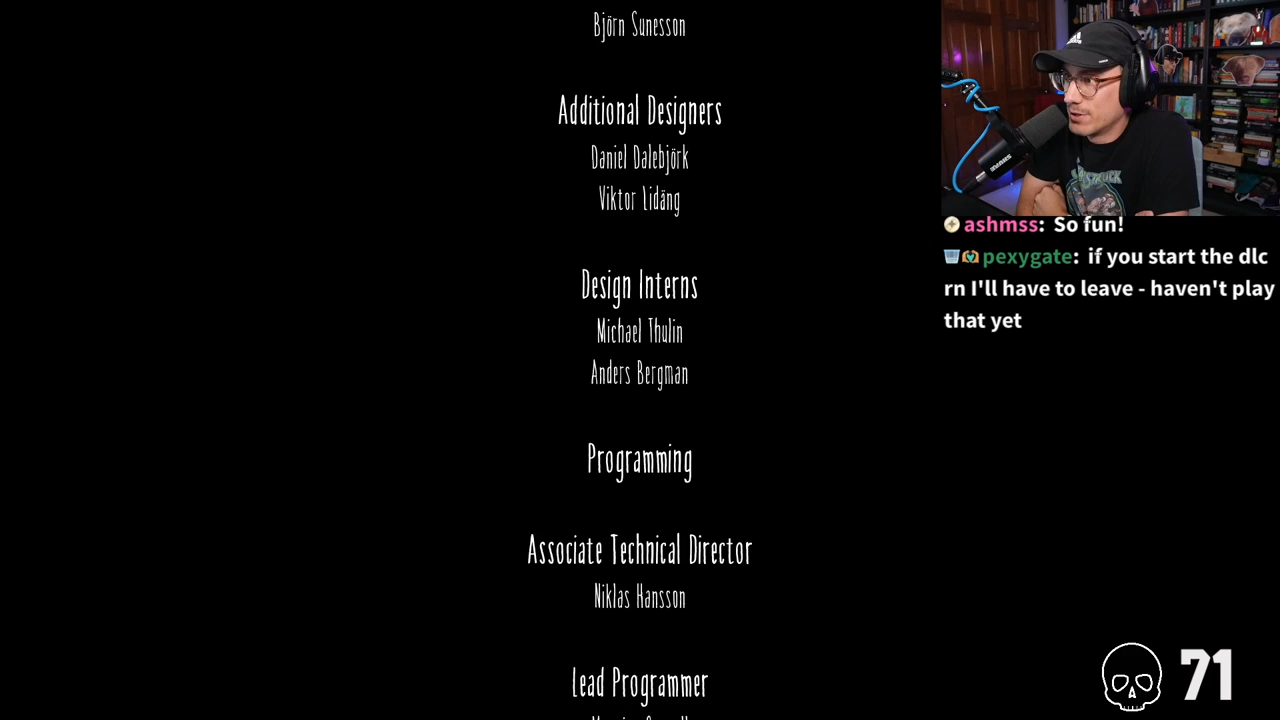 Björn Sunesson
Additional Designers
Daniel Dalebjörk
Viktor Lidäng
Design Interns
Michael Thulin
Anders Bergman
Programming
Associate Technical Director
Niklas Hansson
Lead Programmer
SHURE
ashmss: So fun!
pexygate: if you start the dlc
rn I'll have to leave - haven't play
that yet
71